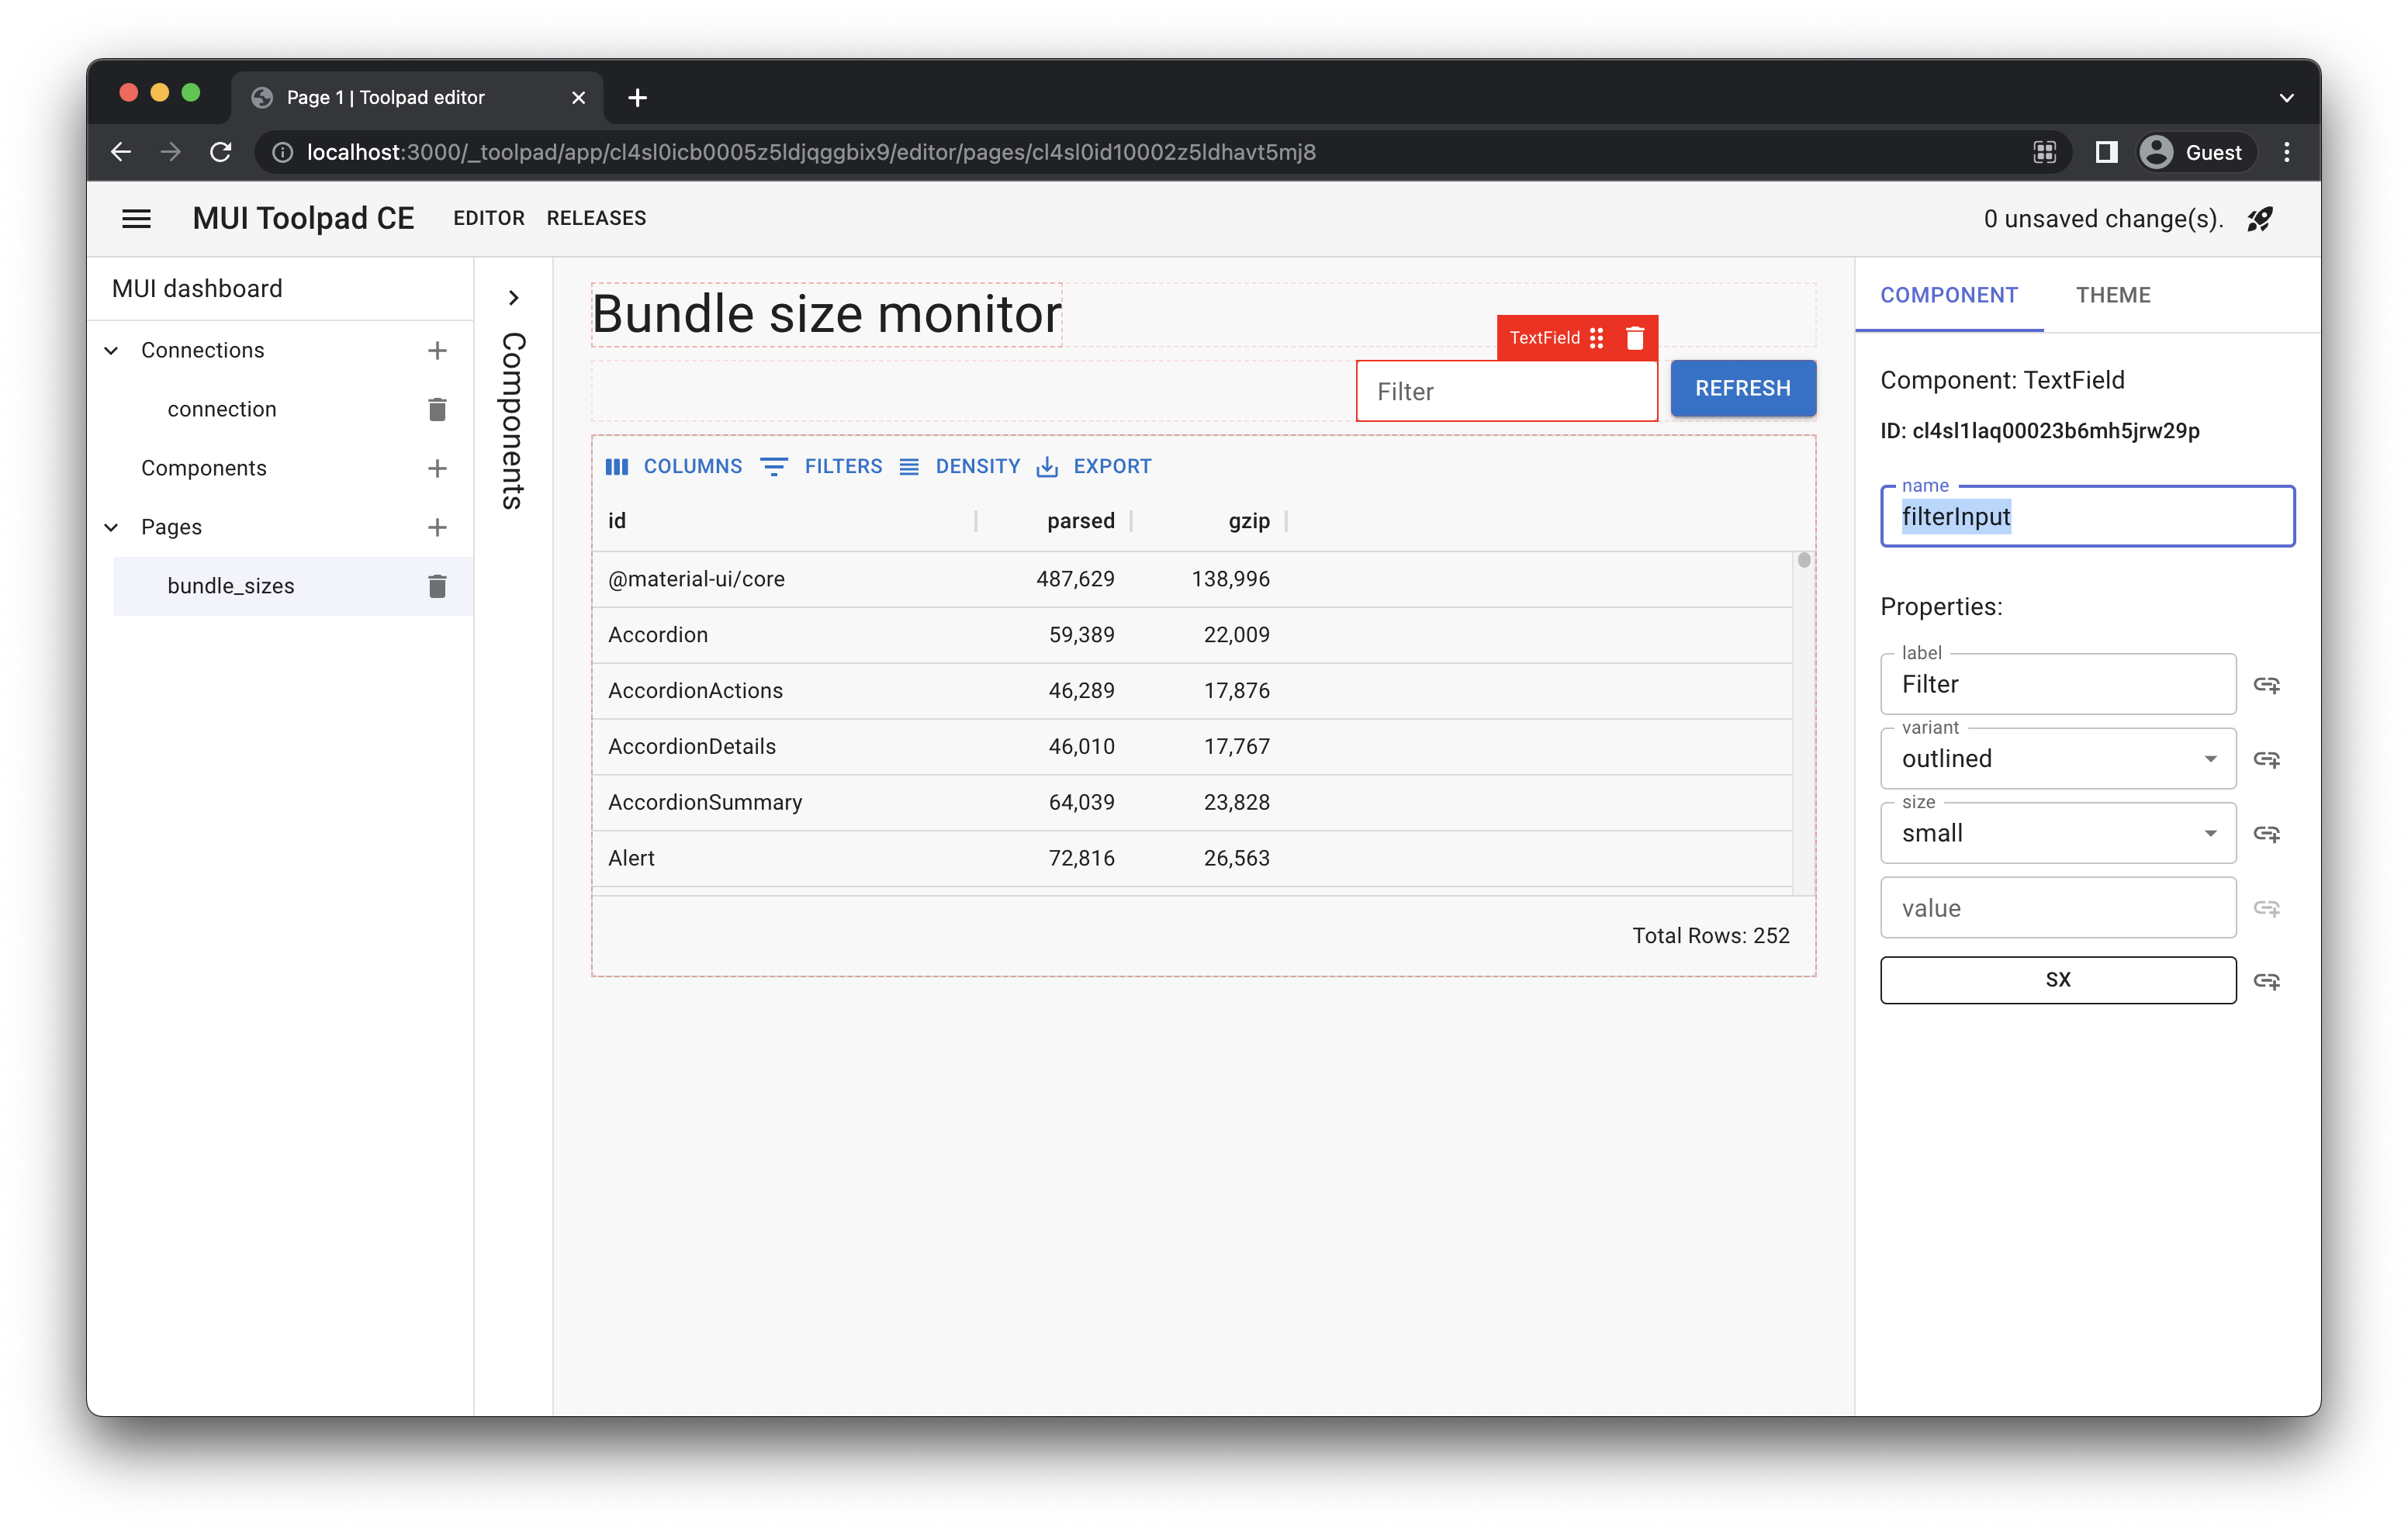 Page 1 | Toolpad editor
localhost:3000/_toolpad/app/cl4sl0icb0005z5ldjqggbix9/editor/pages/cl4sl0id10002z5ldhavt5mj8
Guest
MUI Toolpad CE
EDITOR
RELEASES
0 unsaved change(s).
MUI dashboard
Connections
connection
Components
Pages
bundle_sizes
Components
Bundle size monitor
TextField
Filter
REFRESH
COLUMNS
FILTERS
DENSITY
EXPORT
id parsed gzip
@material-ui/core 487,629 138,996
Accordion 59,389 22,009
AccordionActions 46,289 17,876
AccordionDetails 46,010 17,767
AccordionSummary 64,039 23,828
Alert 72,816 26,563
Total Rows: 252
COMPONENT
THEME
Component: TextField
ID: cl4sl1laq00023b6mh5jrw29p
name
filterInput
Properties:
label
Filter
variant
outlined
size
small
value
SX